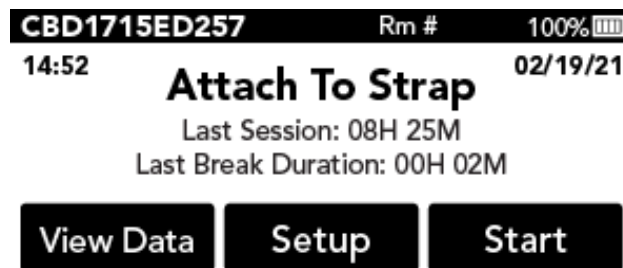 CBD1715ED257 Rm # 100%
14:52 02/19/21
Attach To Strap
Last Session: 08H 25M
Last Break Duration: 00H 02M
View Data Setup Start